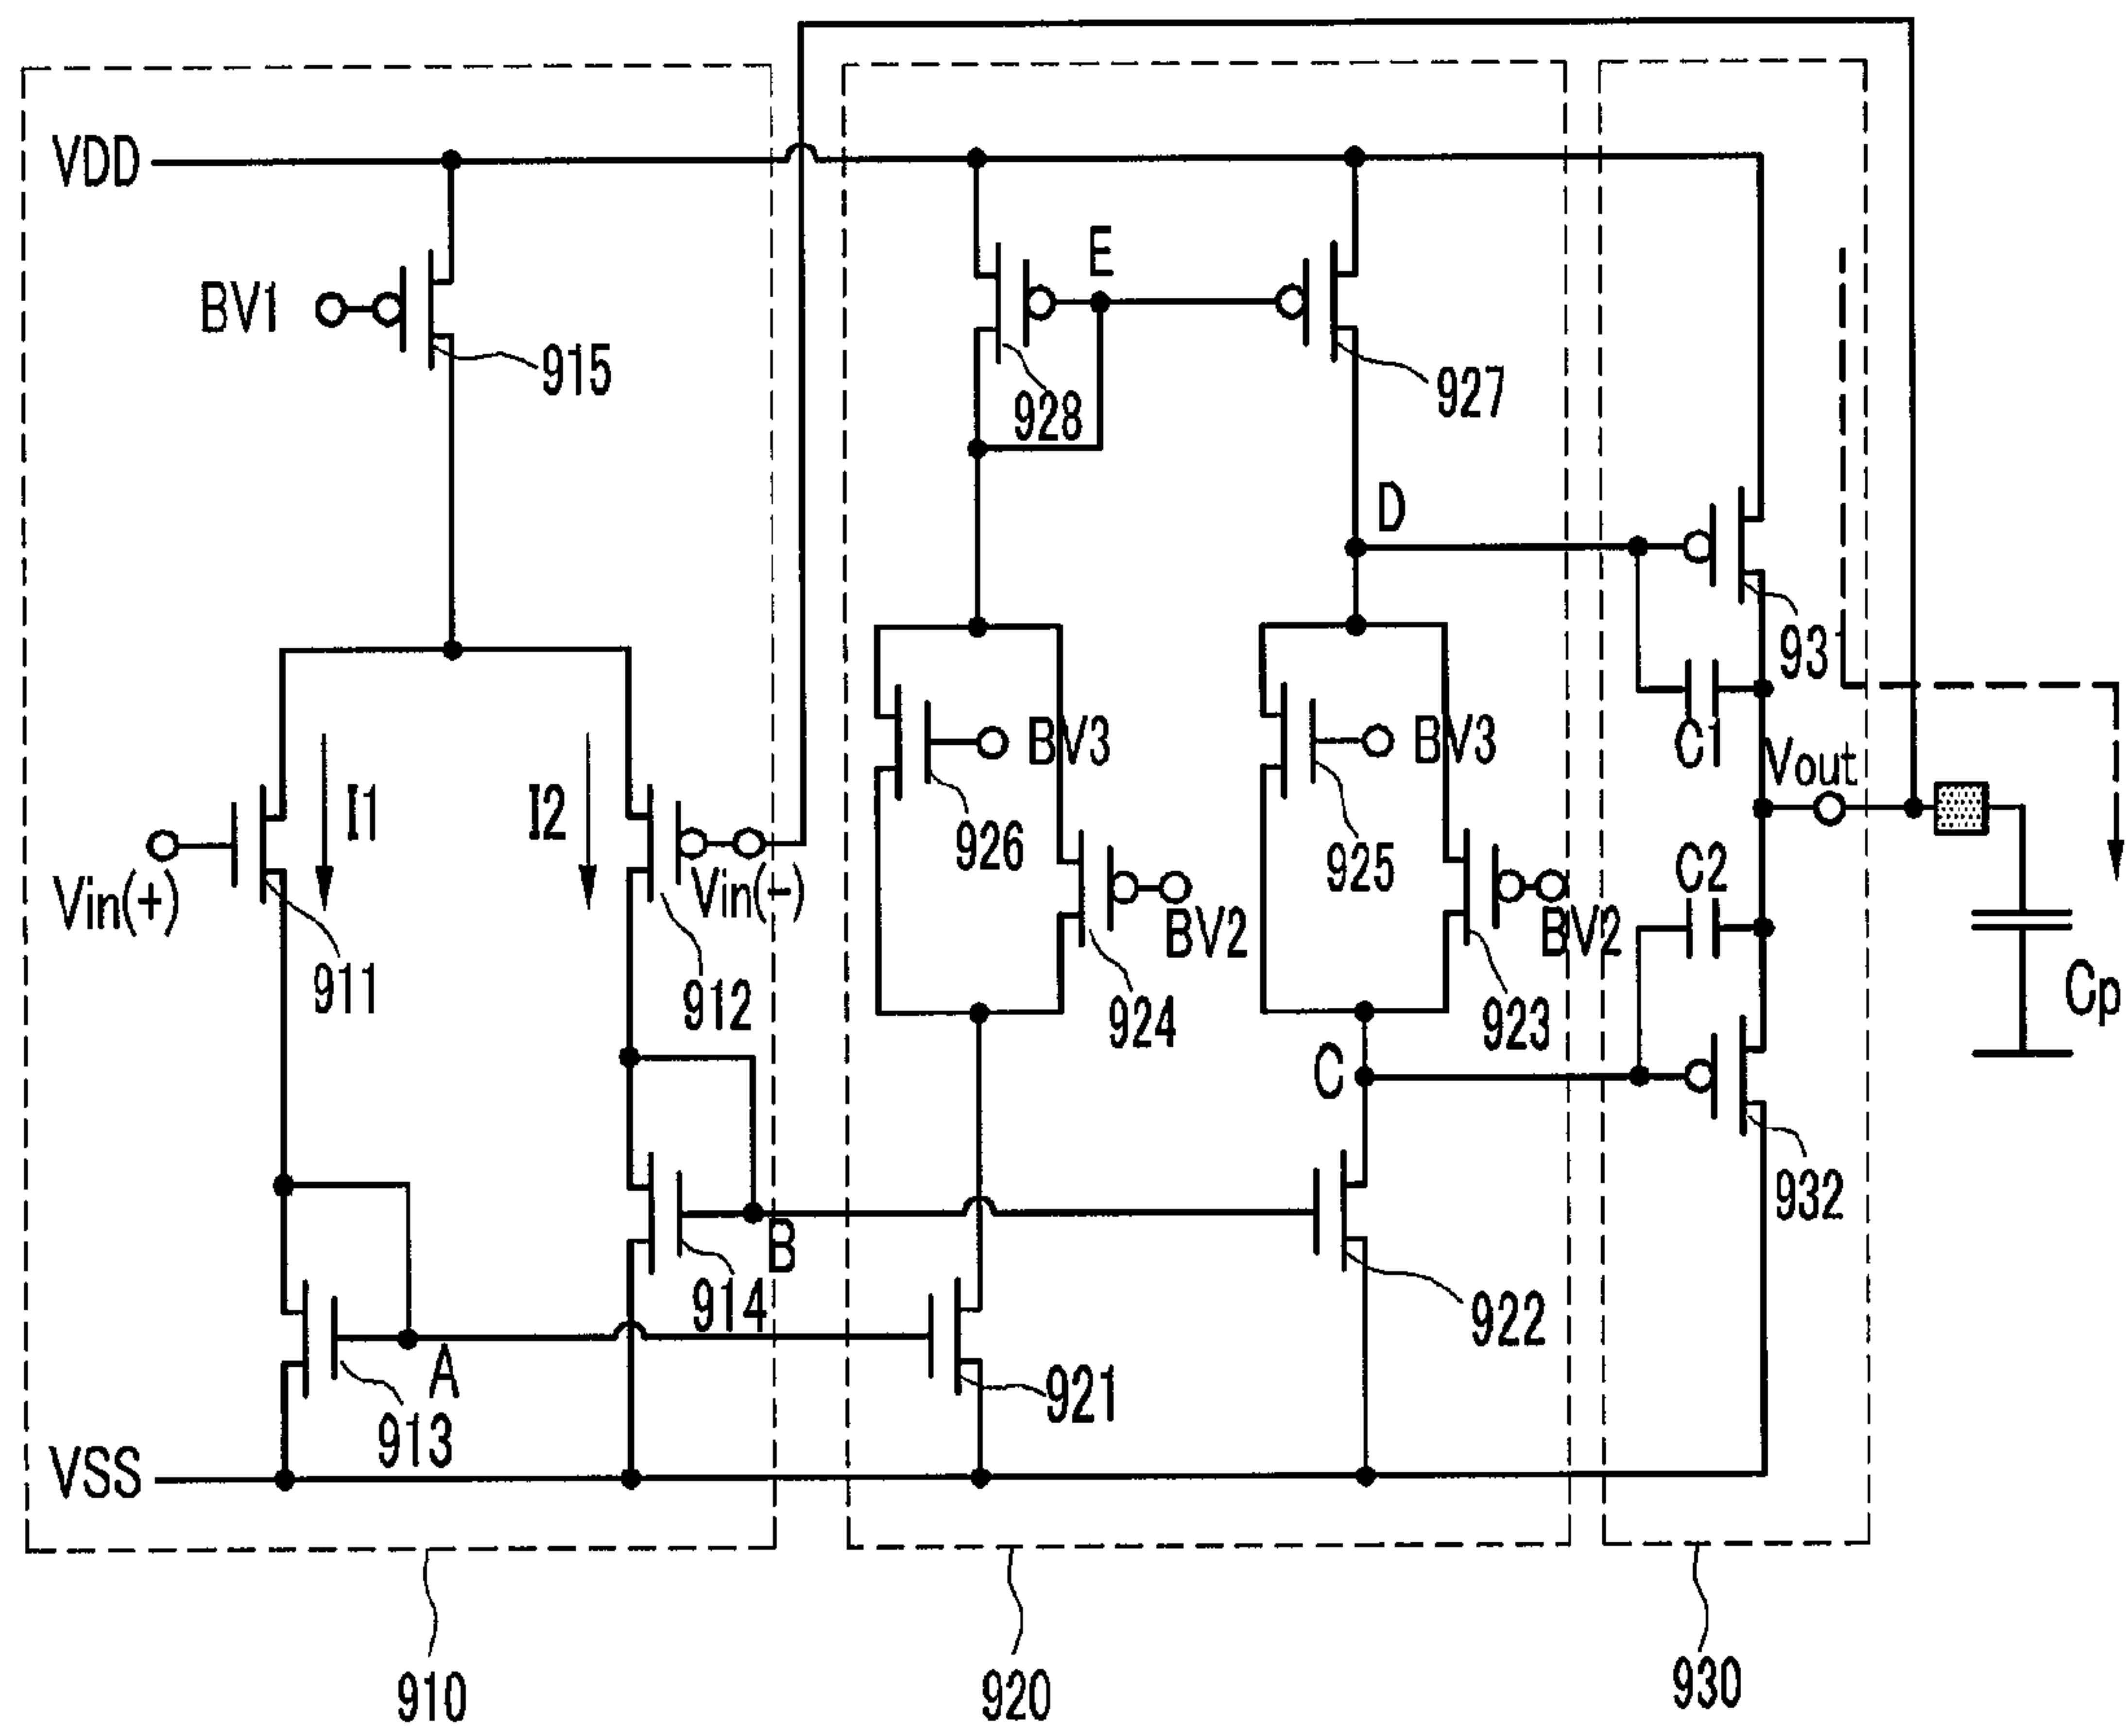 VDD
BV1
915
E
928
927
D
931
C1
Vout
I1
I2
Vin(+)
Vin(-)
911
912
BV3
926
BV2
924
BV3
925
BV2
923
C2
Cp
C
932
B
914
A
913
921
922
VSS
910
920
930